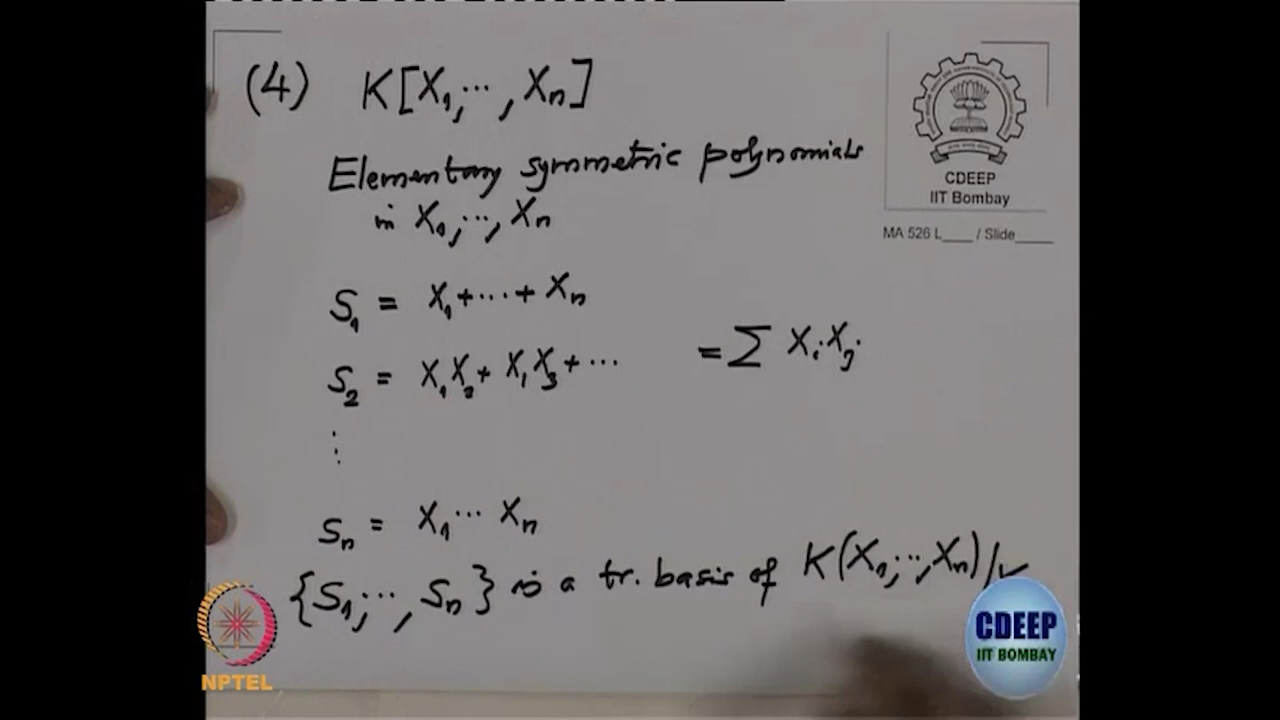 (4) K[X₁,⋯,Xₙ]
Elementary symmetric polynomials
in X₁,⋯,Xₙ
S₁ = X₁+⋯+Xₙ
S₂ = X₁X₂+X₁X₃+⋯ =∑ XᵢXⱼ
⋮
Sₙ = X₁⋯Xₙ
{S₁,⋯,Sₙ} is a tr. basis of K(X₁,⋯,Xₙ)/K
CDEEP
IIT Bombay
MA 526 L____ / Slide_____
NPTEL
CDEEP
IIT BOMBAY